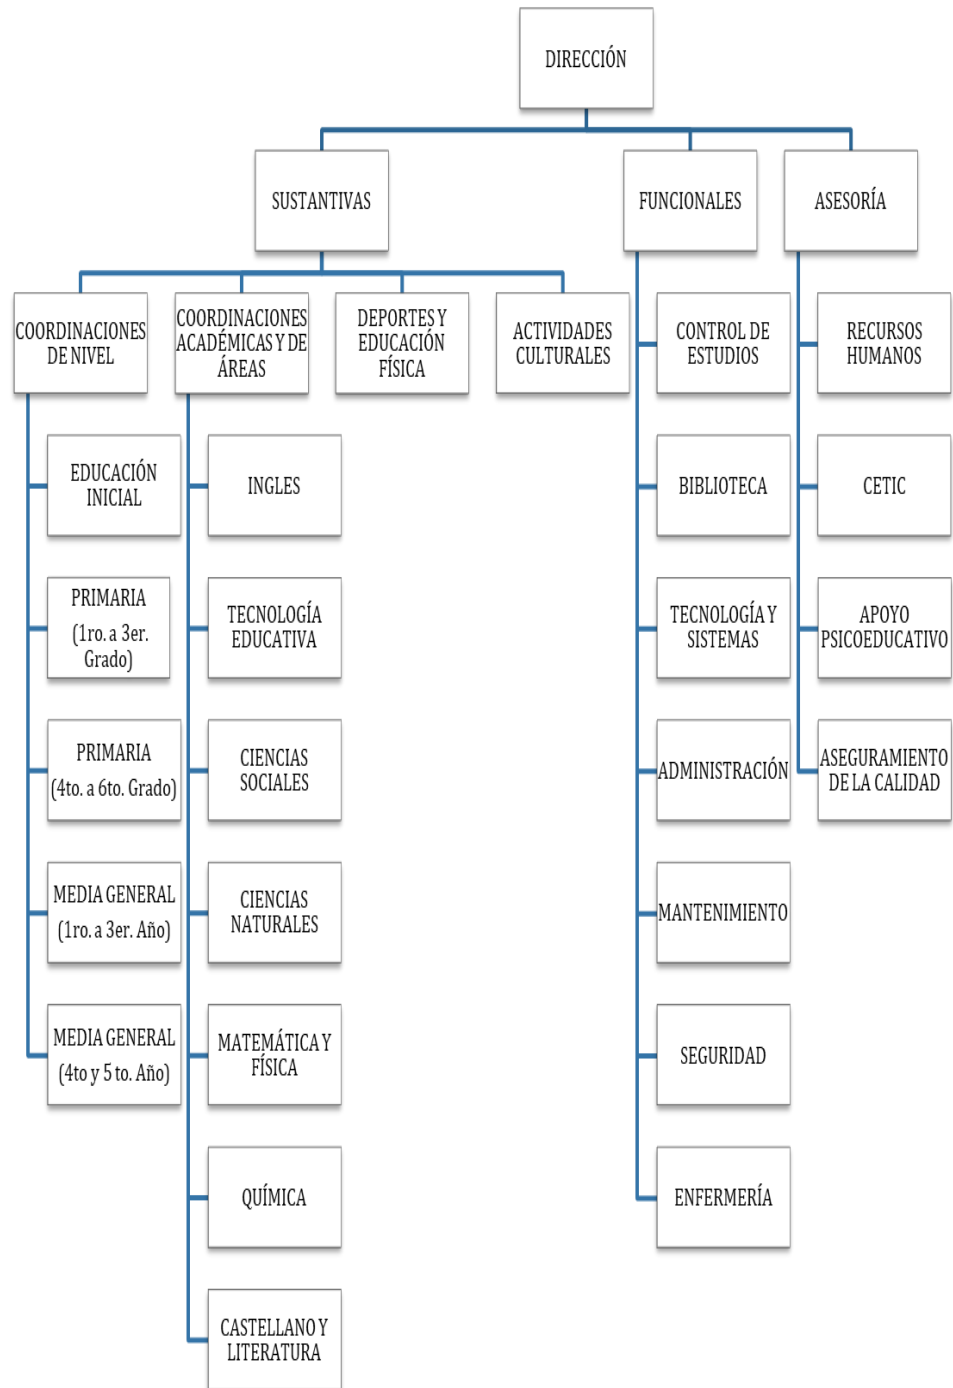 DIRECCIÓN
SUSTANTIVAS
FUNCIONALES
ASESORÍA
COORDINACIONES
DE NIVEL
COORDINACIONES
ACADÉMICAS Y DE
ÁREAS
DEPORTES Y
EDUCACIÓN
FÍSICA
ACTIVIDADES
CULTURALES
CONTROL DE
ESTUDIOS
RECURSOS
HUMANOS
EDUCACIÓN
INICIAL
INGLES
BIBLIOTECA
CETIC
PRIMARIA
(1ro. a 3er.
Grado)
TECNOLOGÍA
EDUCATIVA
TECNOLOGÍA Y
SISTEMAS
APOYO
PSICOEDUCATIVO
PRIMARIA
(4to. a 6to. Grado)
CIENCIAS
SOCIALES
ADMINISTRACIÓN
ASEGURAMIENTO
DE LA CALIDAD
MEDIA GENERAL
(1ro. a 3er. Año)
CIENCIAS
NATURALES
MANTENIMIENTO
MEDIA GENERAL
(4to y 5 to. Año)
MATEMÁTICA Y
FÍSICA
SEGURIDAD
QUÍMICA
ENFERMERÍA
CASTELLANO Y
LITERATURA